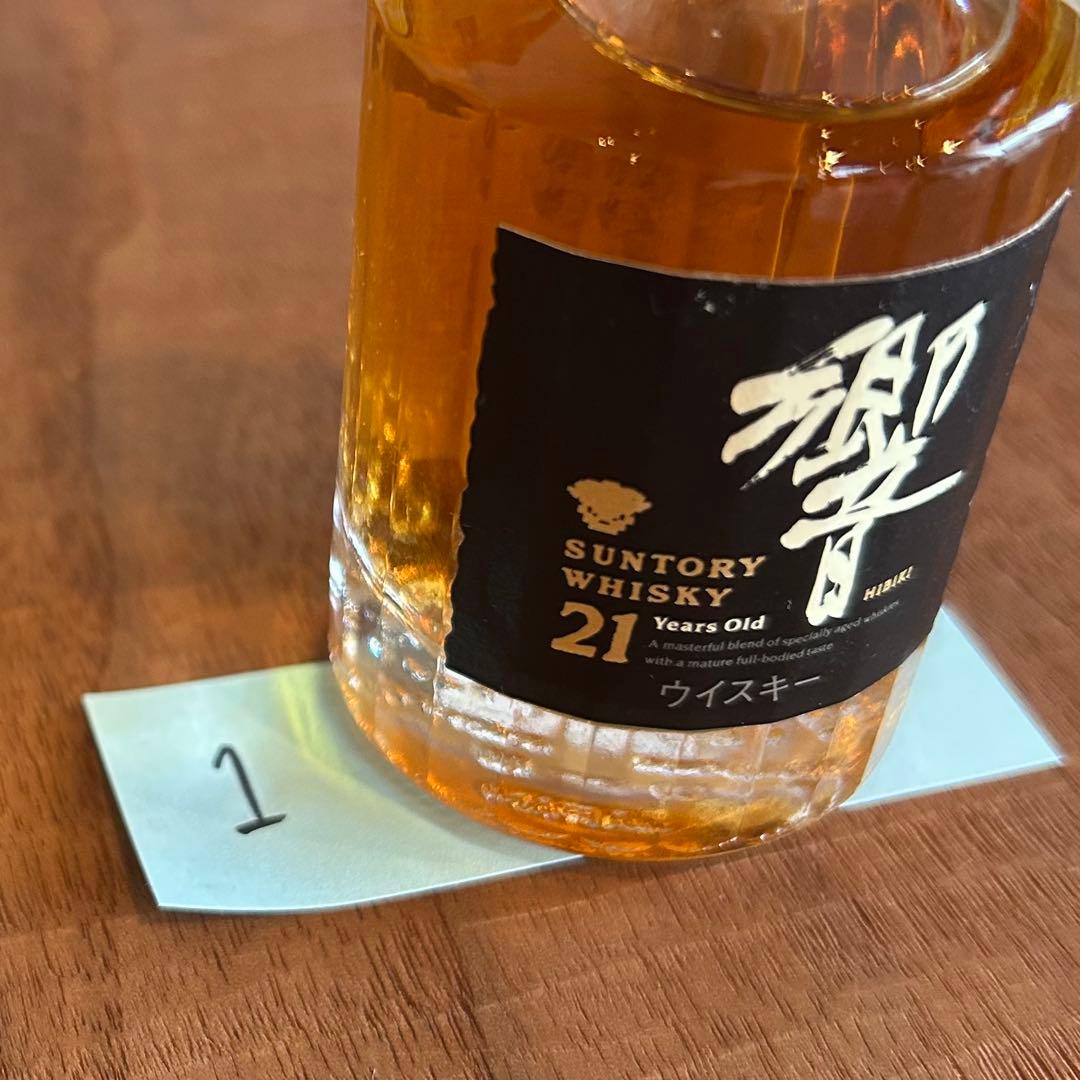 響
HIBIKI
SUNTORY
WHISKY
21 Years Old
A masterful blend of specially aged whiskies
with a mature full-bodied taste
ウイスキー
1